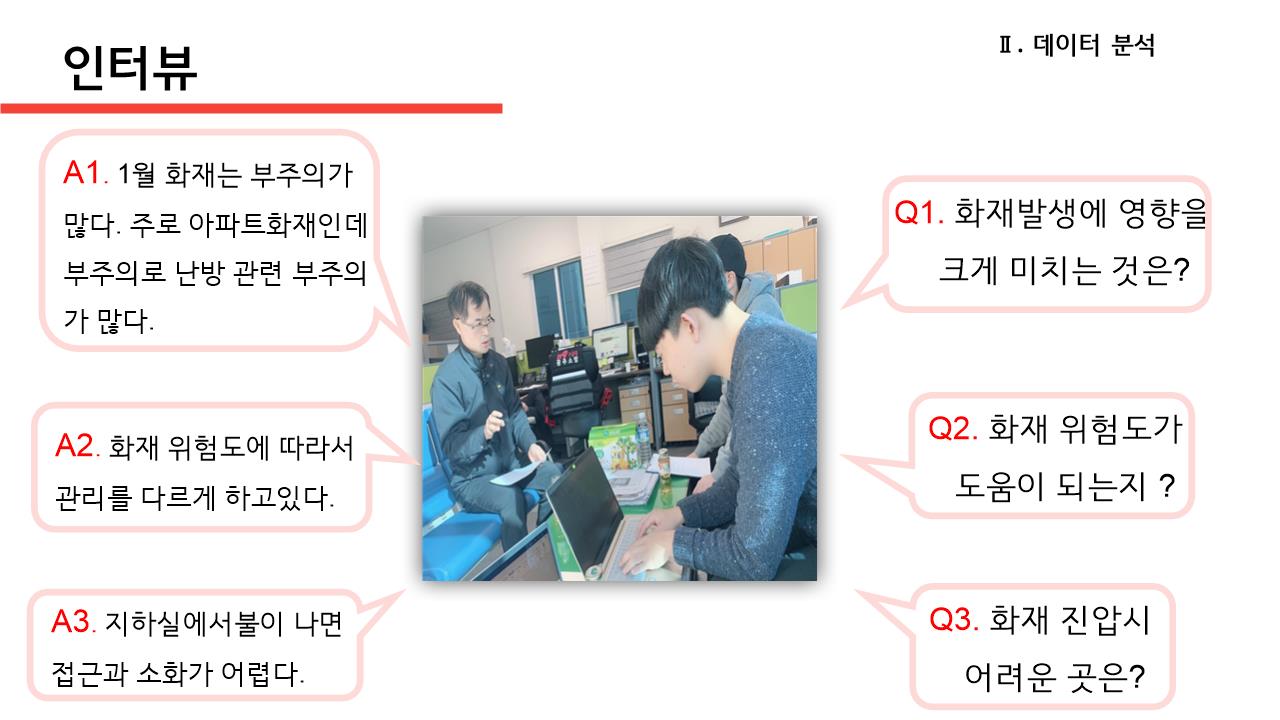 인터뷰
Ⅱ. 데이터 분석
A1. 1월 화재는 부주의가
많다. 주로 아파트화재인데
부주의로 난방 관련 부주의
가 많다.
A2. 화재 위험도에 따라서
관리를 다르게 하고있다.
A3. 지하실에서불이 나면
접근과 소화가 어렵다.
Q1. 화재발생에 영향을
크게 미치는 것은?
Q2. 화재 위험도가
도움이 되는지 ?
Q3. 화재 진압시
어려운 곳은?